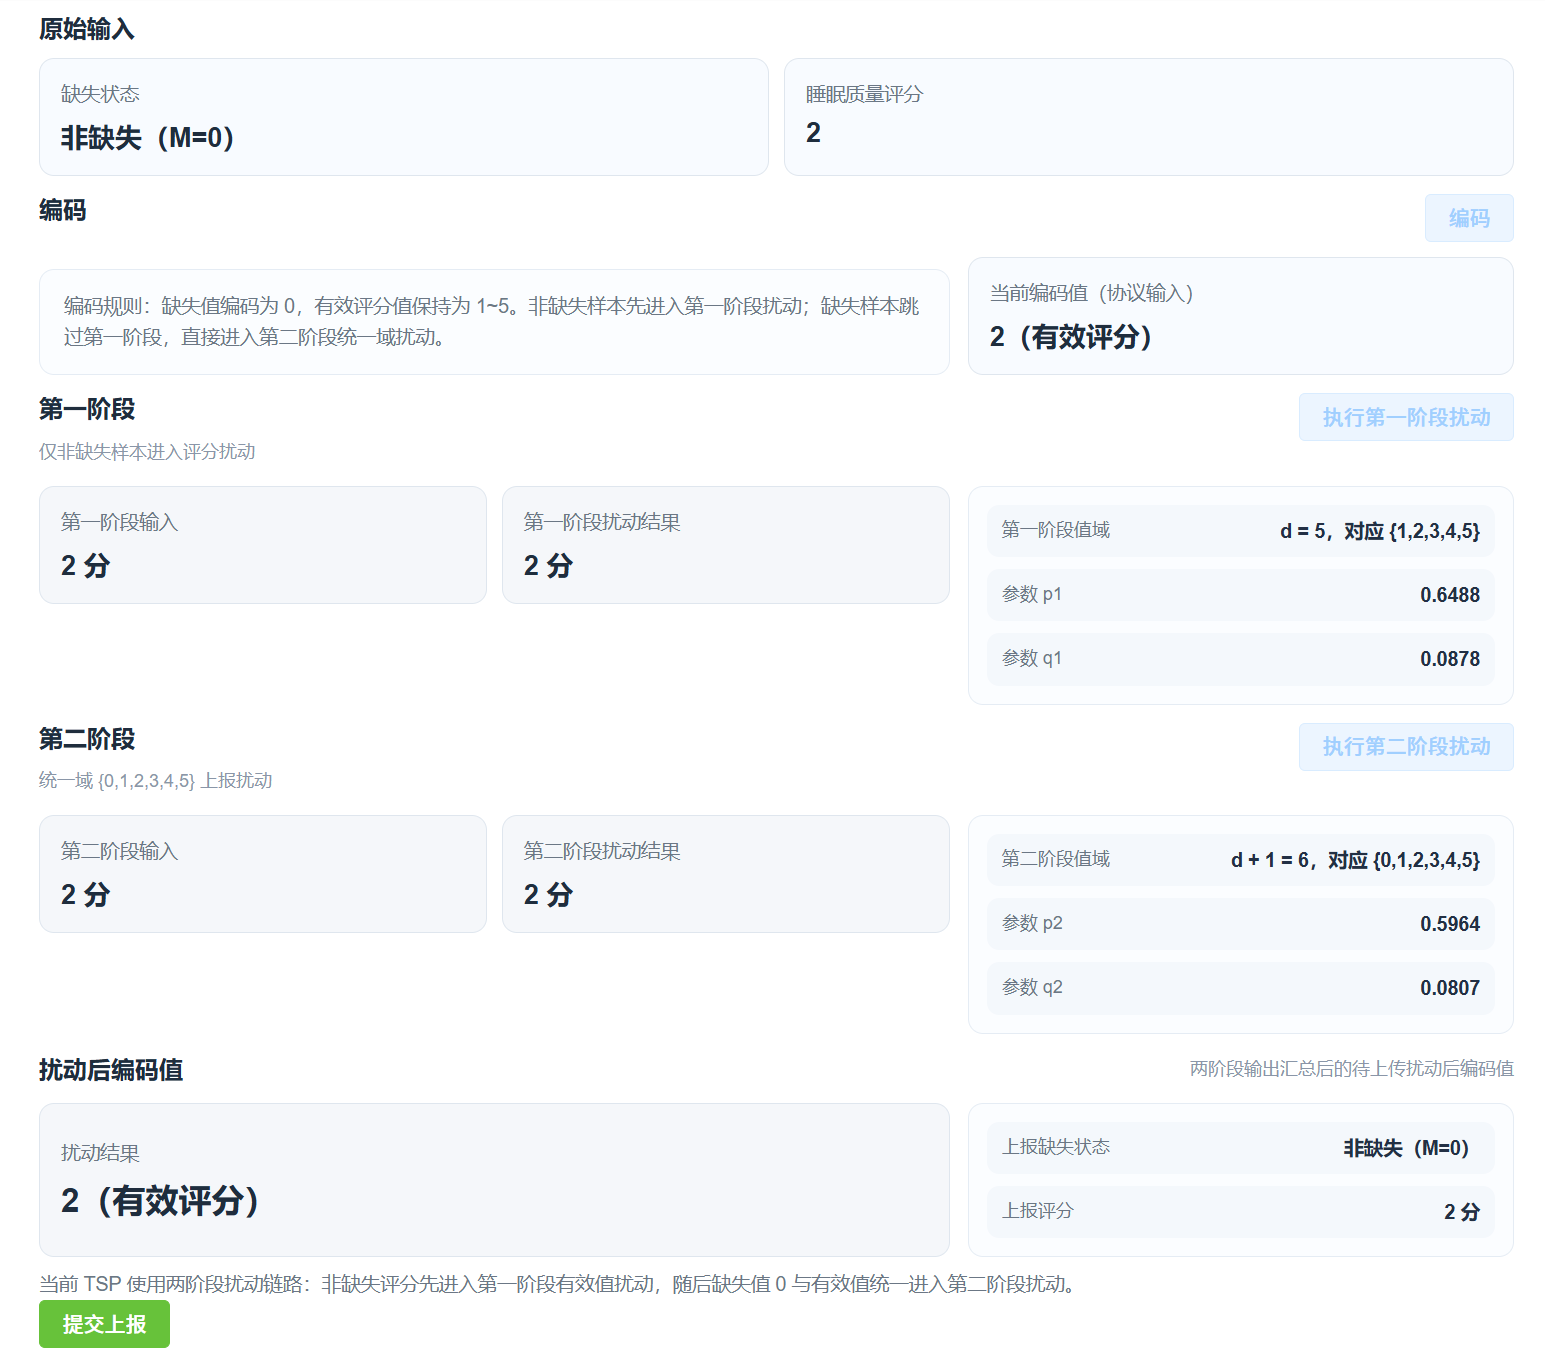 原始输入
缺失状态
非缺失（M=0）
睡眠质量评分
2
编码
编码
编码规则：缺失值编码为 0，有效评分值保持为 1~5。非缺失样本先进入第一阶段扰动；缺失样本跳
过第一阶段，直接进入第二阶段统一域扰动。
当前编码值（协议输入）
2（有效评分）
第一阶段
执行第一阶段扰动
仅非缺失样本进入评分扰动
第一阶段输入
2 分
第一阶段扰动结果
2 分
第一阶段值域
d = 5，对应 {1,2,3,4,5}
参数 p1
0.6488
参数 q1
0.0878
第二阶段
执行第二阶段扰动
统一域 {0,1,2,3,4,5} 上报扰动
第二阶段输入
2 分
第二阶段扰动结果
2 分
第二阶段值域
d + 1 = 6，对应 {0,1,2,3,4,5}
参数 p2
0.5964
参数 q2
0.0807
扰动后编码值
两阶段输出汇总后的待上传扰动后编码值
扰动结果
2（有效评分）
上报缺失状态
非缺失（M=0）
上报评分
2 分
当前 TSP 使用两阶段扰动链路：非缺失评分先进入第一阶段有效值扰动，随后缺失值 0 与有效值统一进入第二阶段扰动。
提交上报